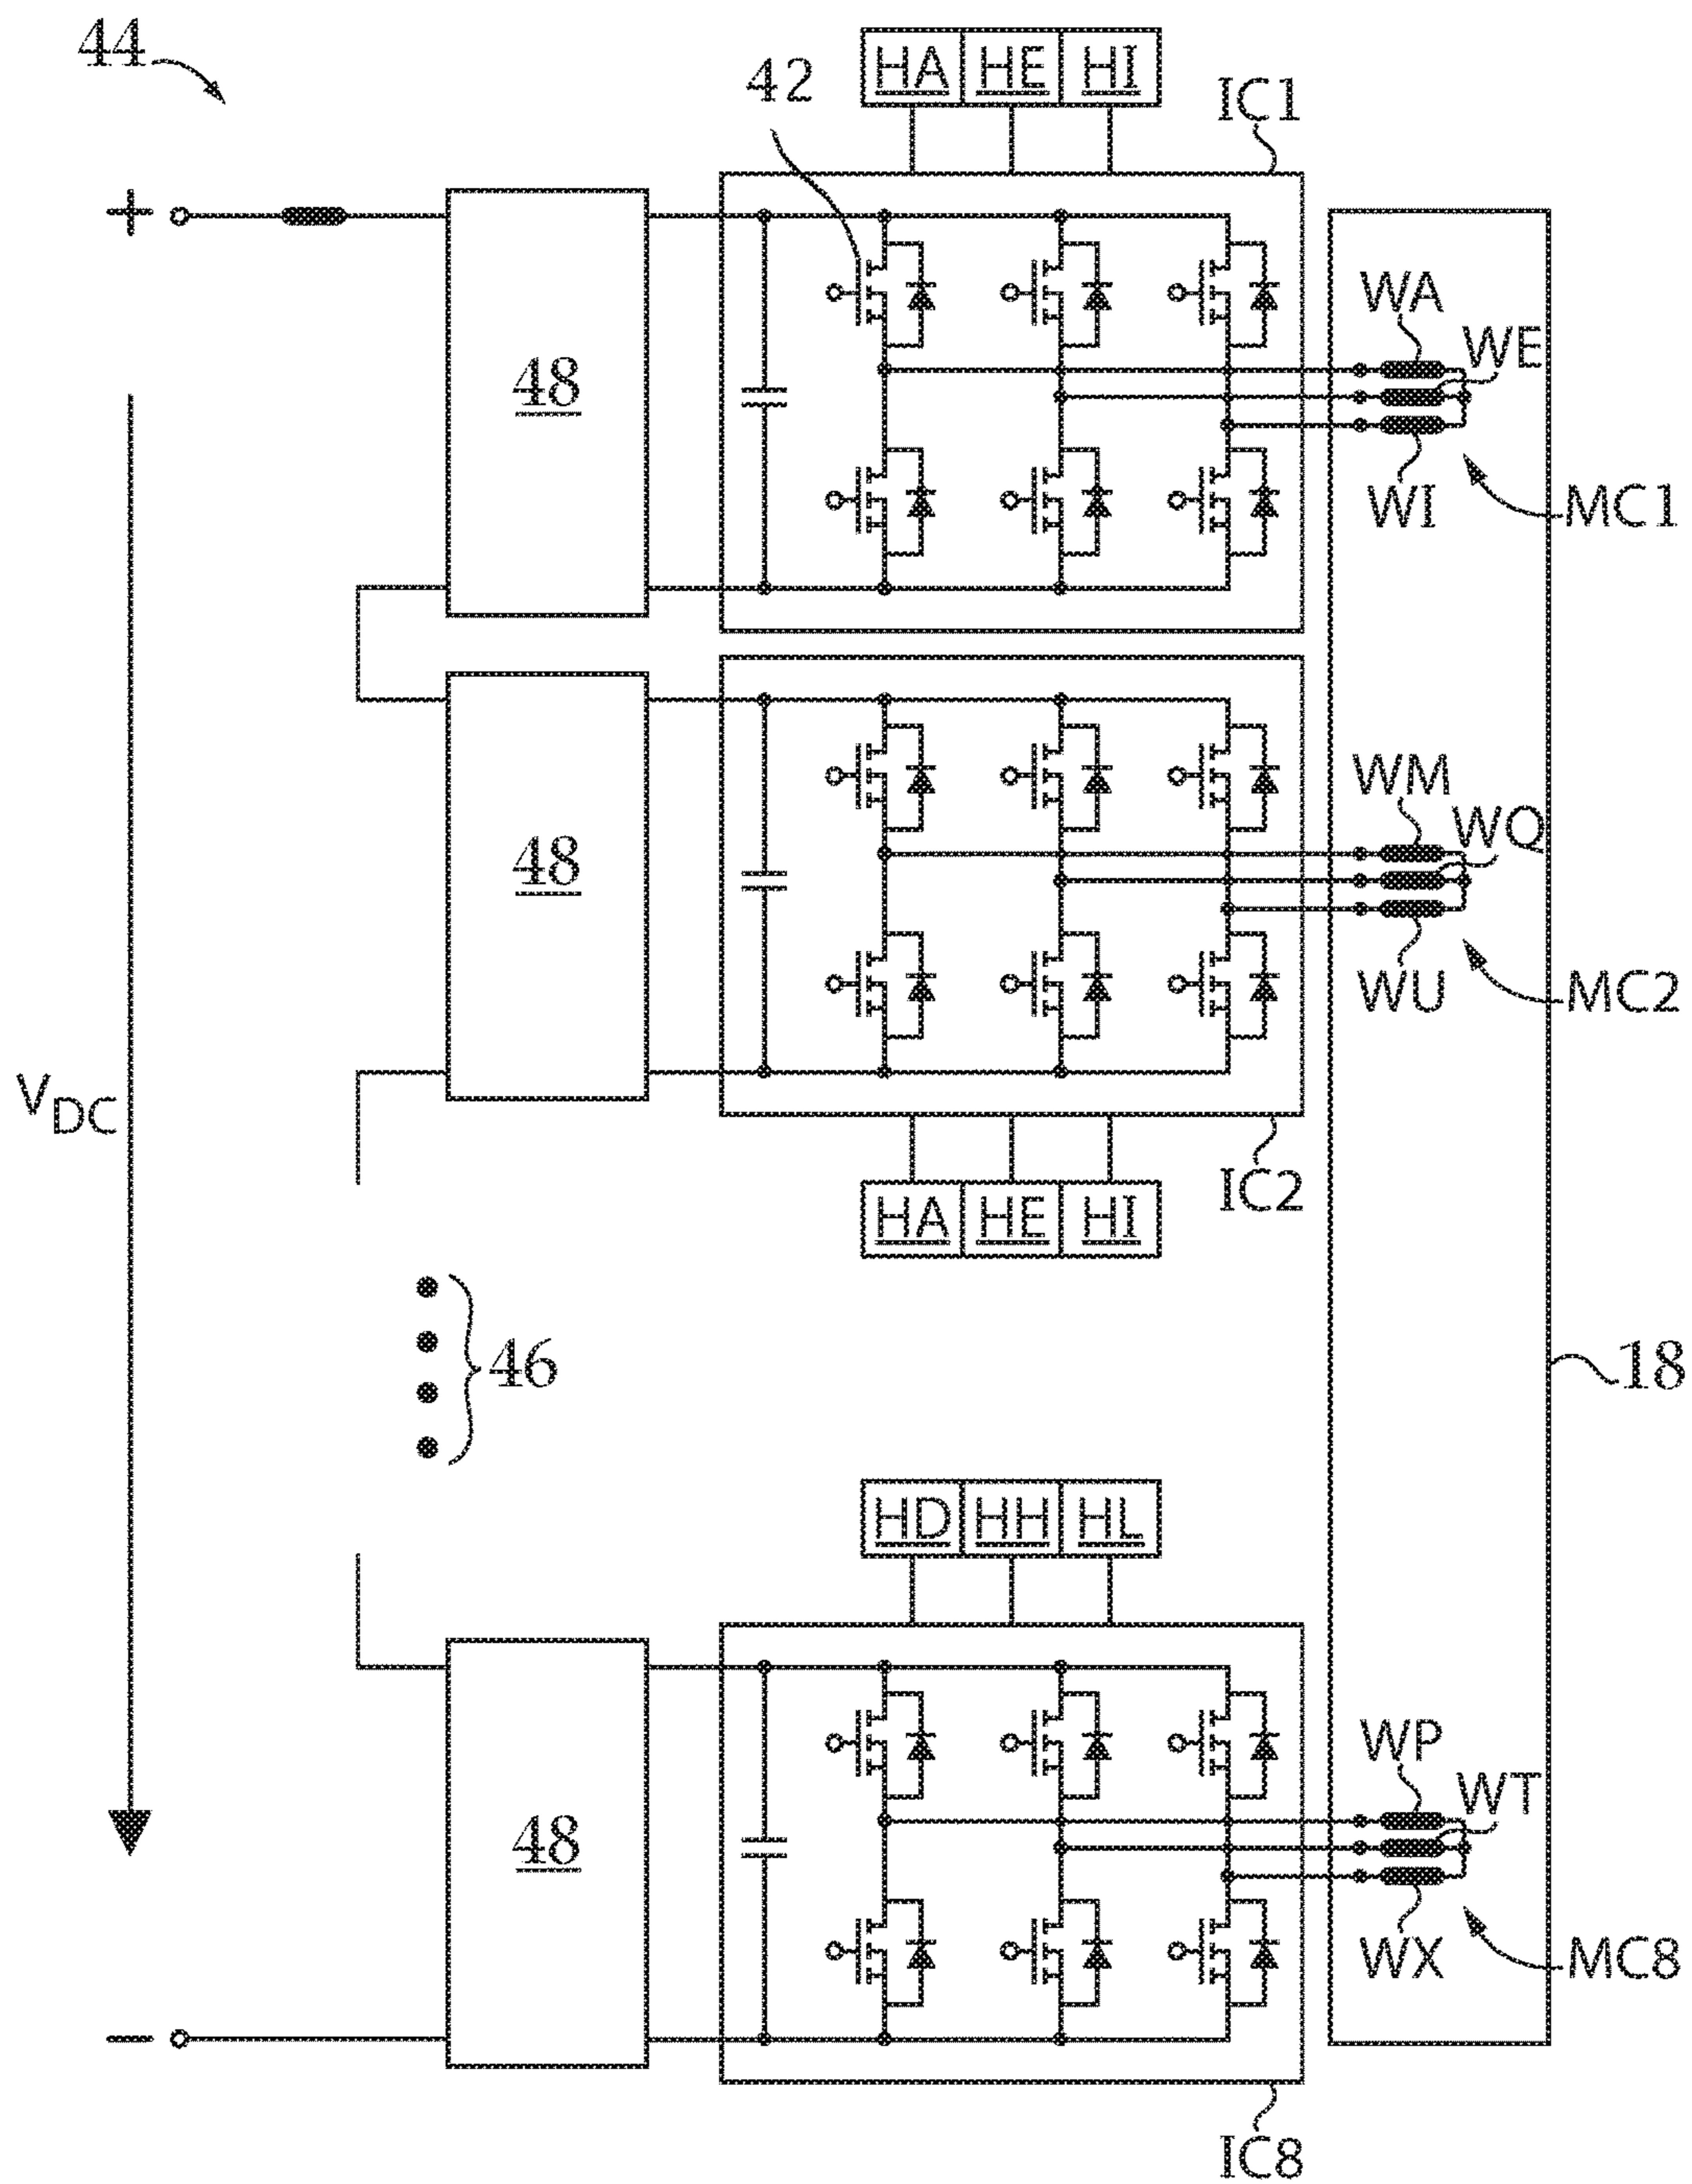 44
42
HA HE HI
IC1
+
48
WA
WE
WI
MC1
48
WM
WQ
WU
MC2
VDC
IC2
HA HE HI
46
18
HD HH HL
48
WP
WT
WX
MC8
−
IC8